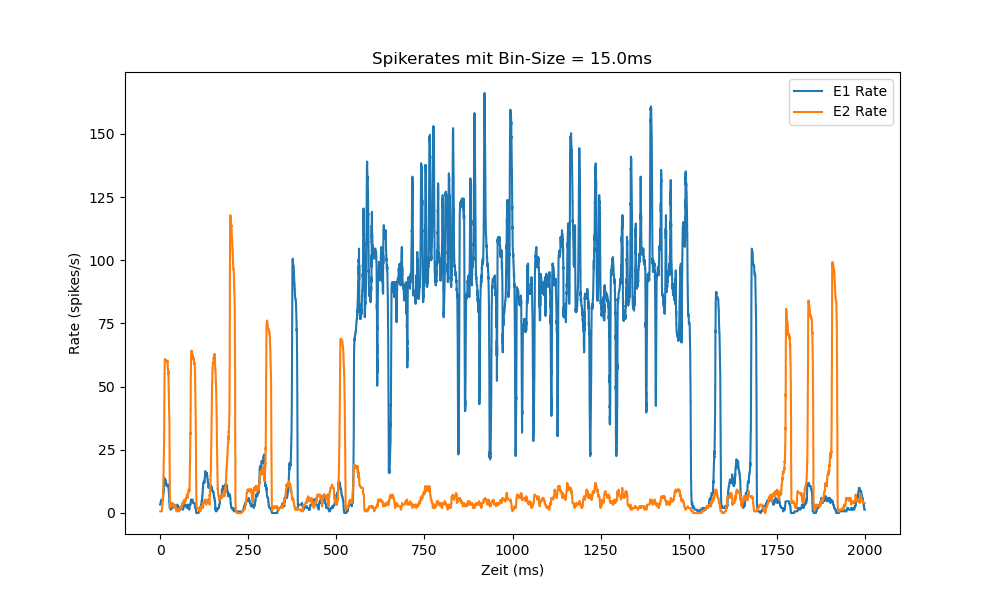 Spikerates mit Bin-Size = 15.0ms
E1 Rate
E2 Rate
Rate (spikes/s)
150
125
100
75
50
25
0
0 250 500 750 1000 1250 1500 1750 2000
Zeit (ms)